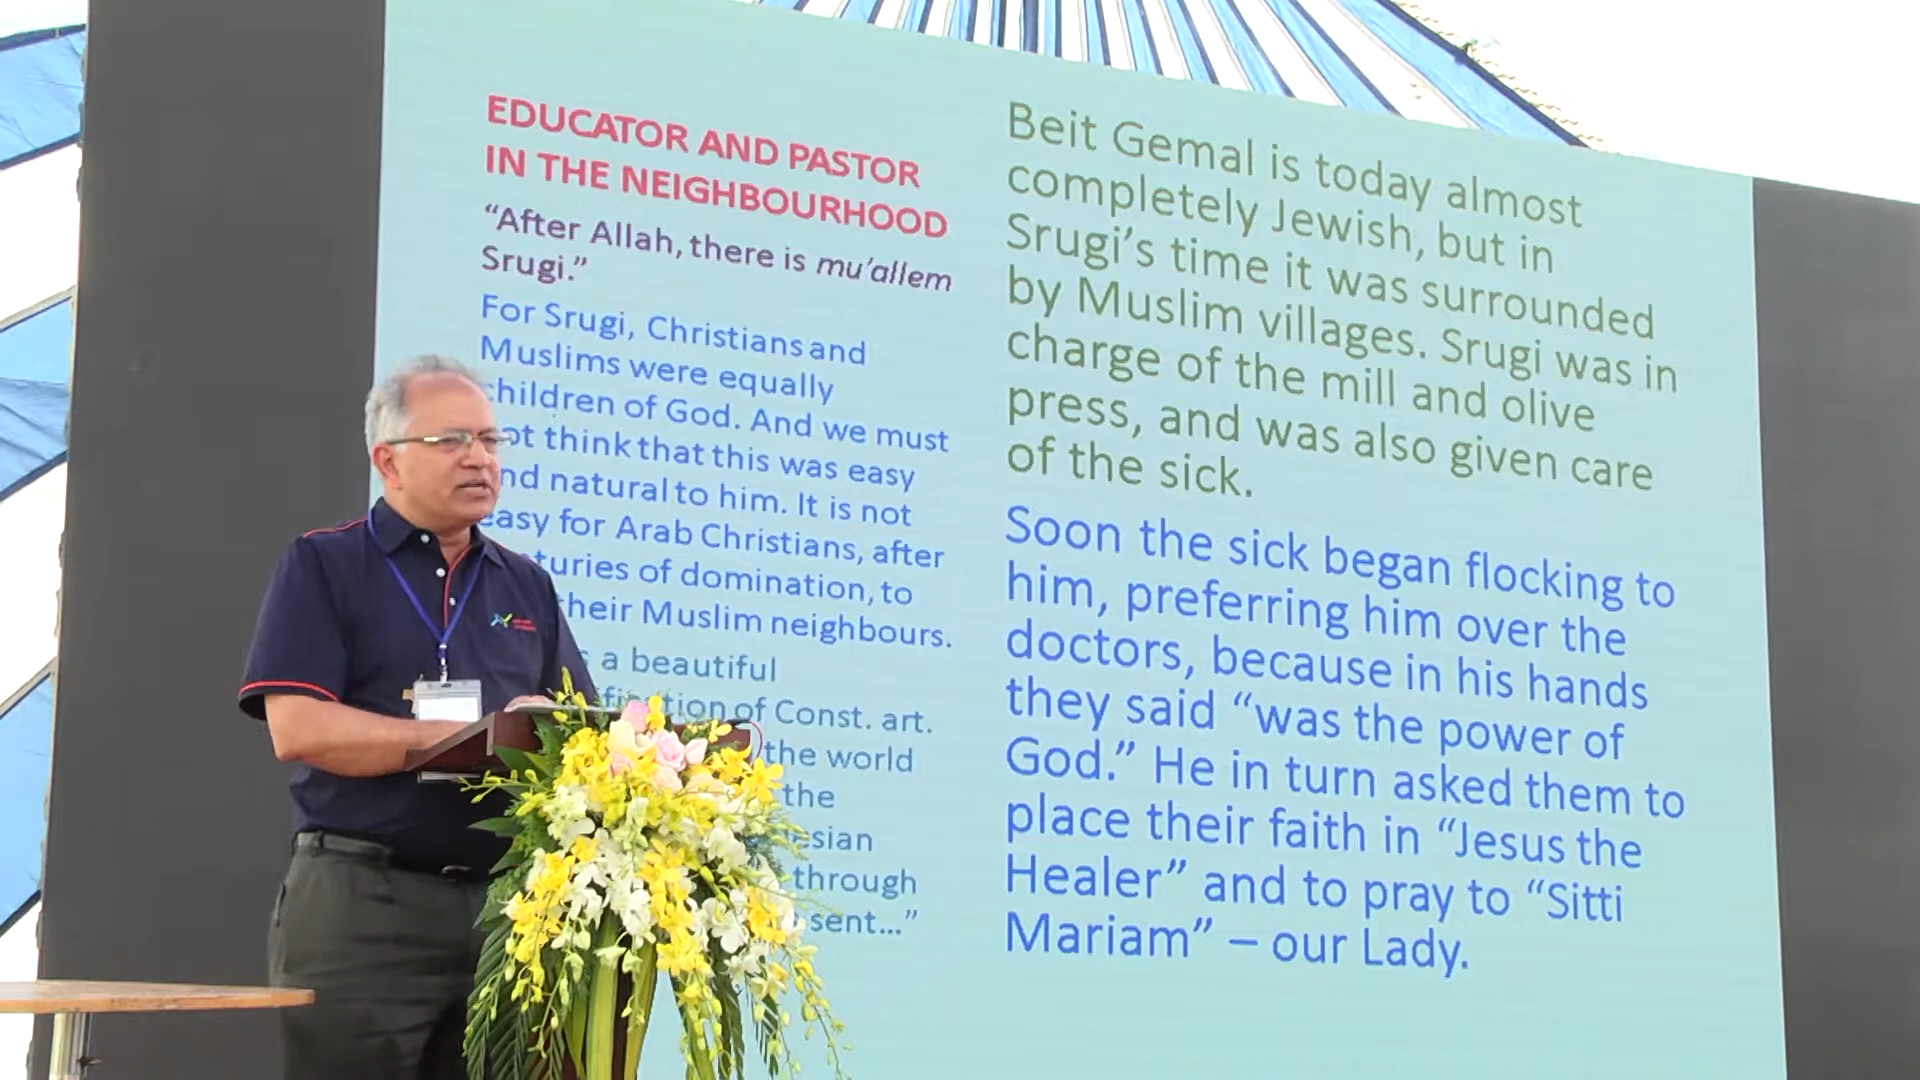 EDUCATOR AND PASTOR
IN THE NEIGHBOURHOOD
“After Allah, there is mu’allem
Srugi.”
For Srugi, Christians and
Muslims were equally
children of God. And we must
not think that this was easy
and natural to him. It is not
easy for Arab Christians, after
turies of domination, to
their Muslim neighbours.
a beautiful
tion of Const. art.
the world
the
esian
through
sent...”
Beit Gemal is today almost
completely Jewish, but in
Srugi’s time it was surrounded
by Muslim villages. Srugi was in
charge of the mill and olive
press, and was also given care
of the sick.
Soon the sick began flocking to
him, preferring him over the
doctors, because in his hands
they said “was the power of
God.” He in turn asked them to
place their faith in “Jesus the
Healer” and to pray to “Sitti
Mariam” – our Lady.